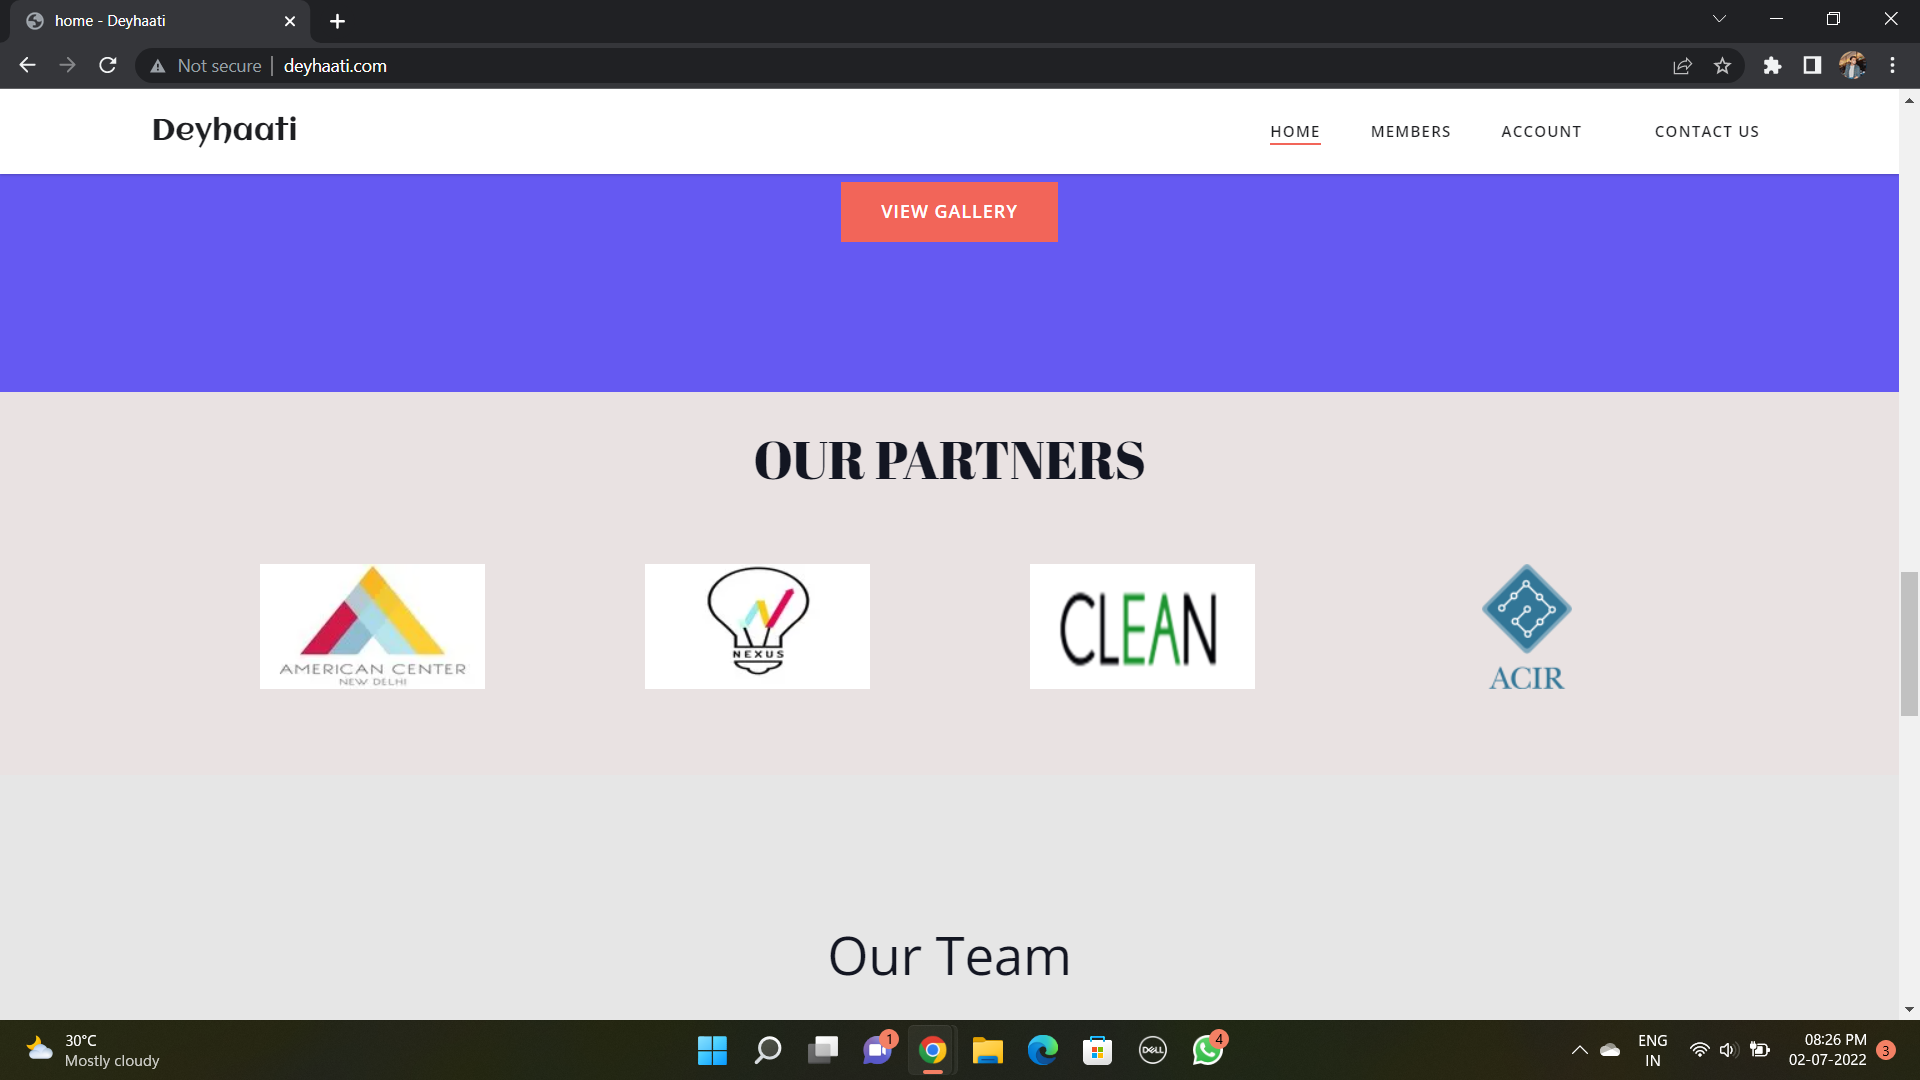 home - Deyhaati
Not secure deyhaati.com
Deyhaati
HOME MEMBERS ACCOUNT CONTACT US
VIEW GALLERY
OUR PARTNERS
AMERICAN CENTER
NEW DELHI
NEXUS
CLEAN
ACIR
Our Team
30°C
Mostly cloudy
1
DELL
4
ENG
IN
08:26 PM
02-07-2022
3